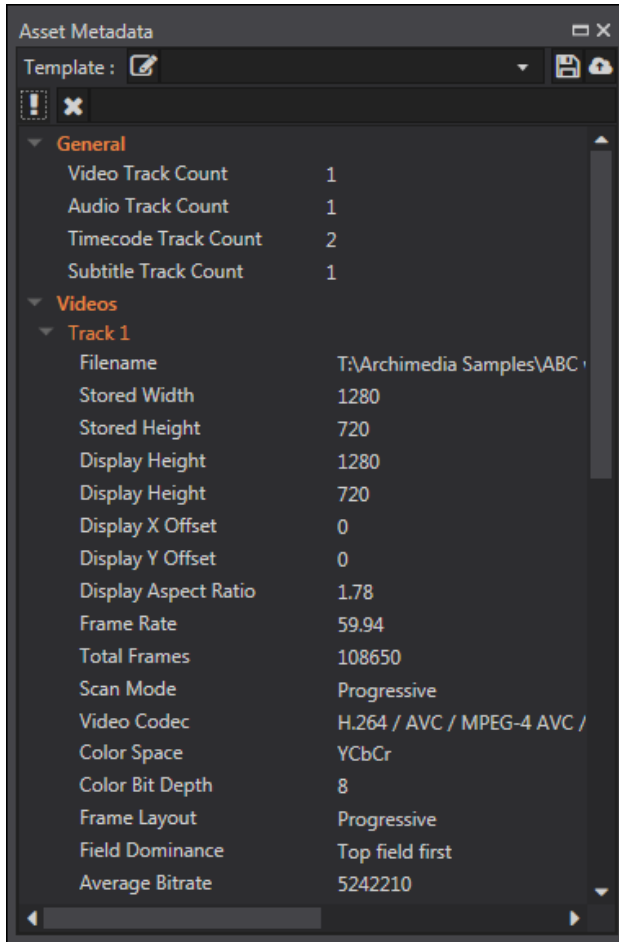 Asset Metadata
Template :
General
Video Track Count 1
Audio Track Count 1
Timecode Track Count 2
Subtitle Track Count 1
Videos
Track 1
Filename T:\Archimedia Samples\ABC
Stored Width 1280
Stored Height 720
Display Height 1280
Display Height 720
Display X Offset 0
Display Y Offset 0
Display Aspect Ratio 1.78
Frame Rate 59.94
Total Frames 108650
Scan Mode Progressive
Video Codec H.264 / AVC / MPEG-4 AVC /
Color Space YCbCr
Color Bit Depth 8
Frame Layout Progressive
Field Dominance Top field first
Average Bitrate 5242210